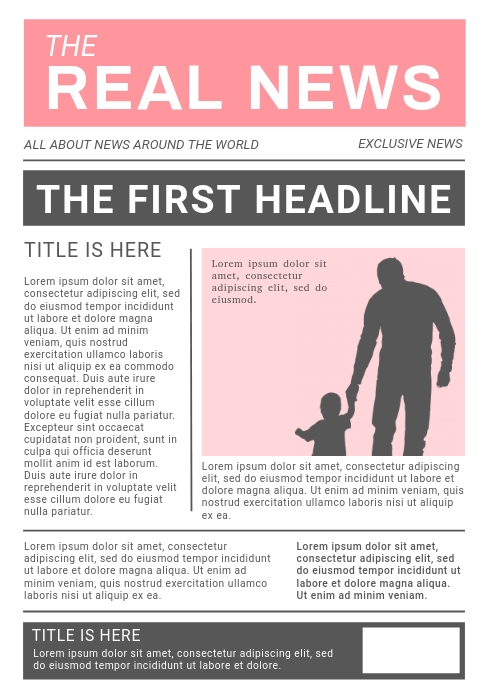 THE
REAL NEWS
ALL ABOUT NEWS AROUND THE WORLD
EXCLUSIVE NEWS
THE FIRST HEADLINE
TITLE IS HERE
Lorem ipsum dolor sit amet,
consectetur adipiscing elit, sed
do eiusmod tempor incididunt
ut labore et dolore magna
aliqua. Ut enim ad minim
veniam, quis nostrud
exercitation ullamco laboris
nisi ut aliquip ex ea commodo
consequat. Duis aute irure
dolor in reprehenderit in
voluptate velit esse cillum
dolore eu fugiat nulla pariatur.
Excepteur sint occaecat
cupidatat non proident, sunt in
culpa qui officia deserunt
mollit anim id est laborum.
Duis aute irure dolor in
reprehenderit in voluptate velit
esse cillum dolore eu fugiat
nulla pariatur.
Lorem ipsum dolor sit
amet, consectetur
adipiscing elit, sed do
eiusmod.
Lorem ipsum dolor sit amet, consectetur adipiscing
elit, sed do eiusmod tempor incididunt ut labore et
dolore magna aliqua. Ut enim ad minim veniam, quis
nostrud exercitation ullamco laboris nisi ut aliquip
ex ea.
Lorem ipsum dolor sit amet, consectetur
adipiscing elit, sed do eiusmod tempor incididunt
ut labore et dolore magna aliqua. Ut enim ad
minim veniam, quis nostrud exercitation ullamco
laboris nisi ut aliquip ex ea.
Lorem ipsum dolor sit amet,
consectetur adipiscing elit, sed
do eiusmod tempor incididunt ut
labore et dolore magna aliqua.
Ut enim ad minim veniam.
TITLE IS HERE
Lorem ipsum dolor sit amet, consectetur adipiscing elit, sed
do eiusmod tempor incididunt ut labore et dolore.